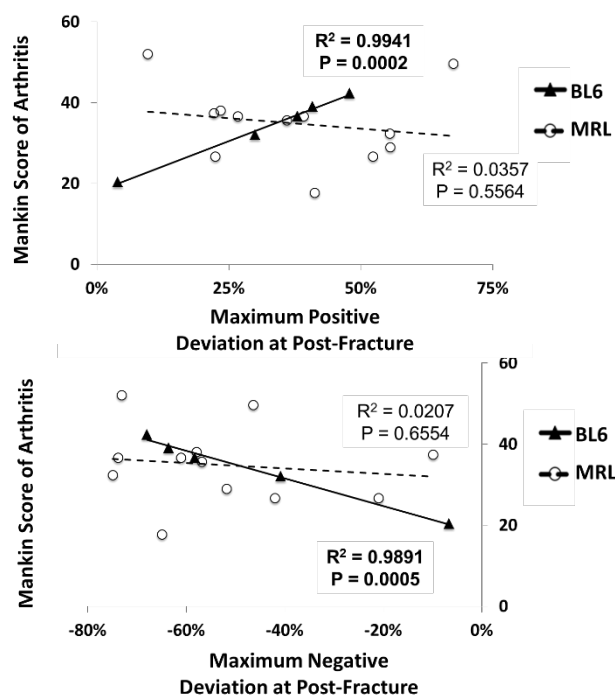 Mankin Score of Arthritis
60
40
20
0
R² = 0.9941
P = 0.0002
BL6
MRL
R² = 0.0357
P = 0.5564
0%
25%
50%
75%
Maximum Positive
Deviation at Post-Fracture
Mankin Score of Arthritis
60
40
20
0
R² = 0.0207
P = 0.6554
BL6
MRL
R² = 0.9891
P = 0.0005
-80%
-60%
-40%
-20%
0%
Maximum Negative
Deviation at Post-Fracture